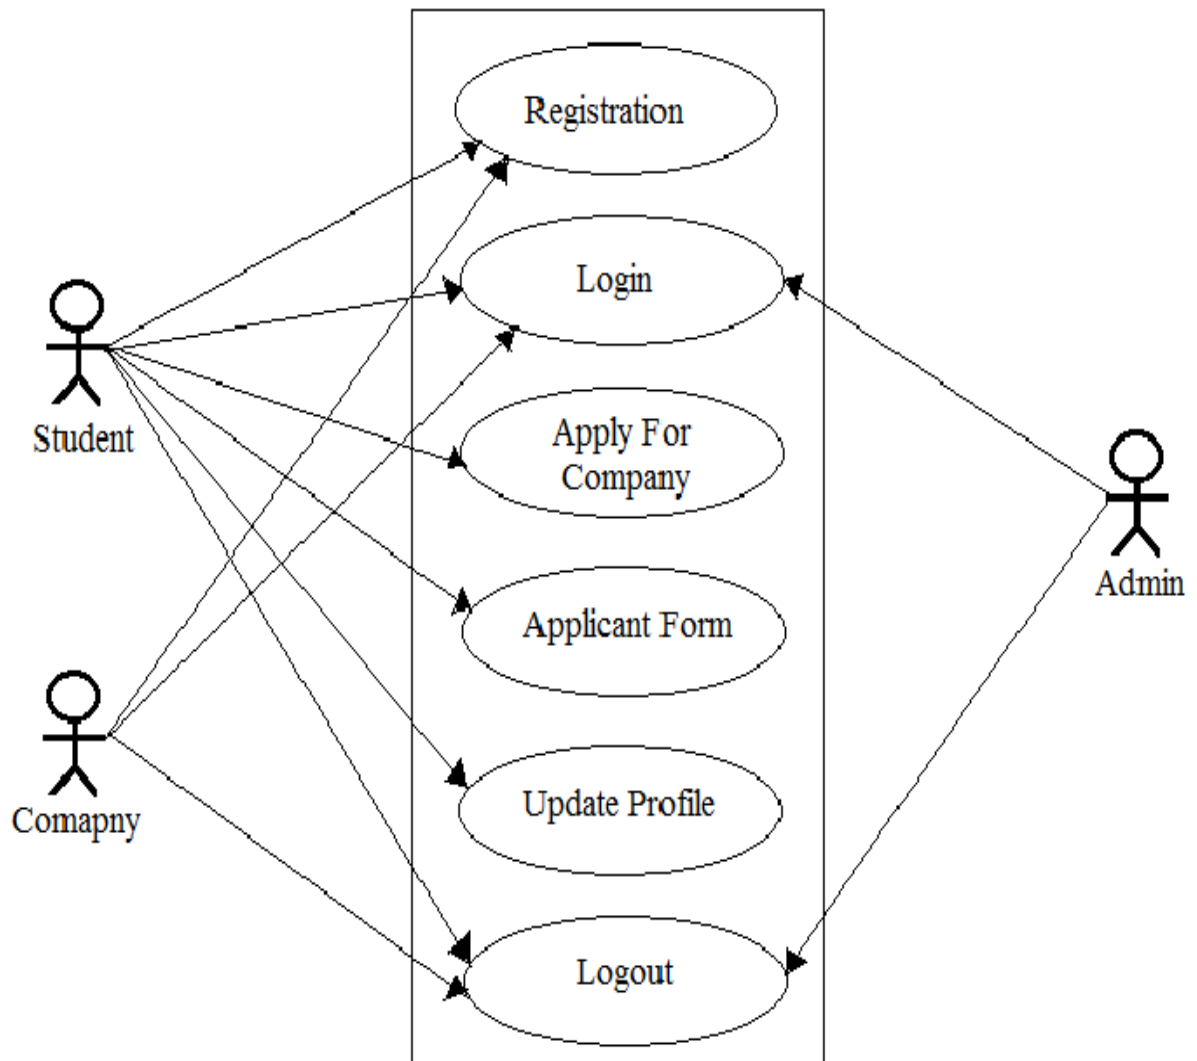 Registration
Login
Student
Apply For
Company
Admin
Applicant Form
Comapny
Update Profile
Logout